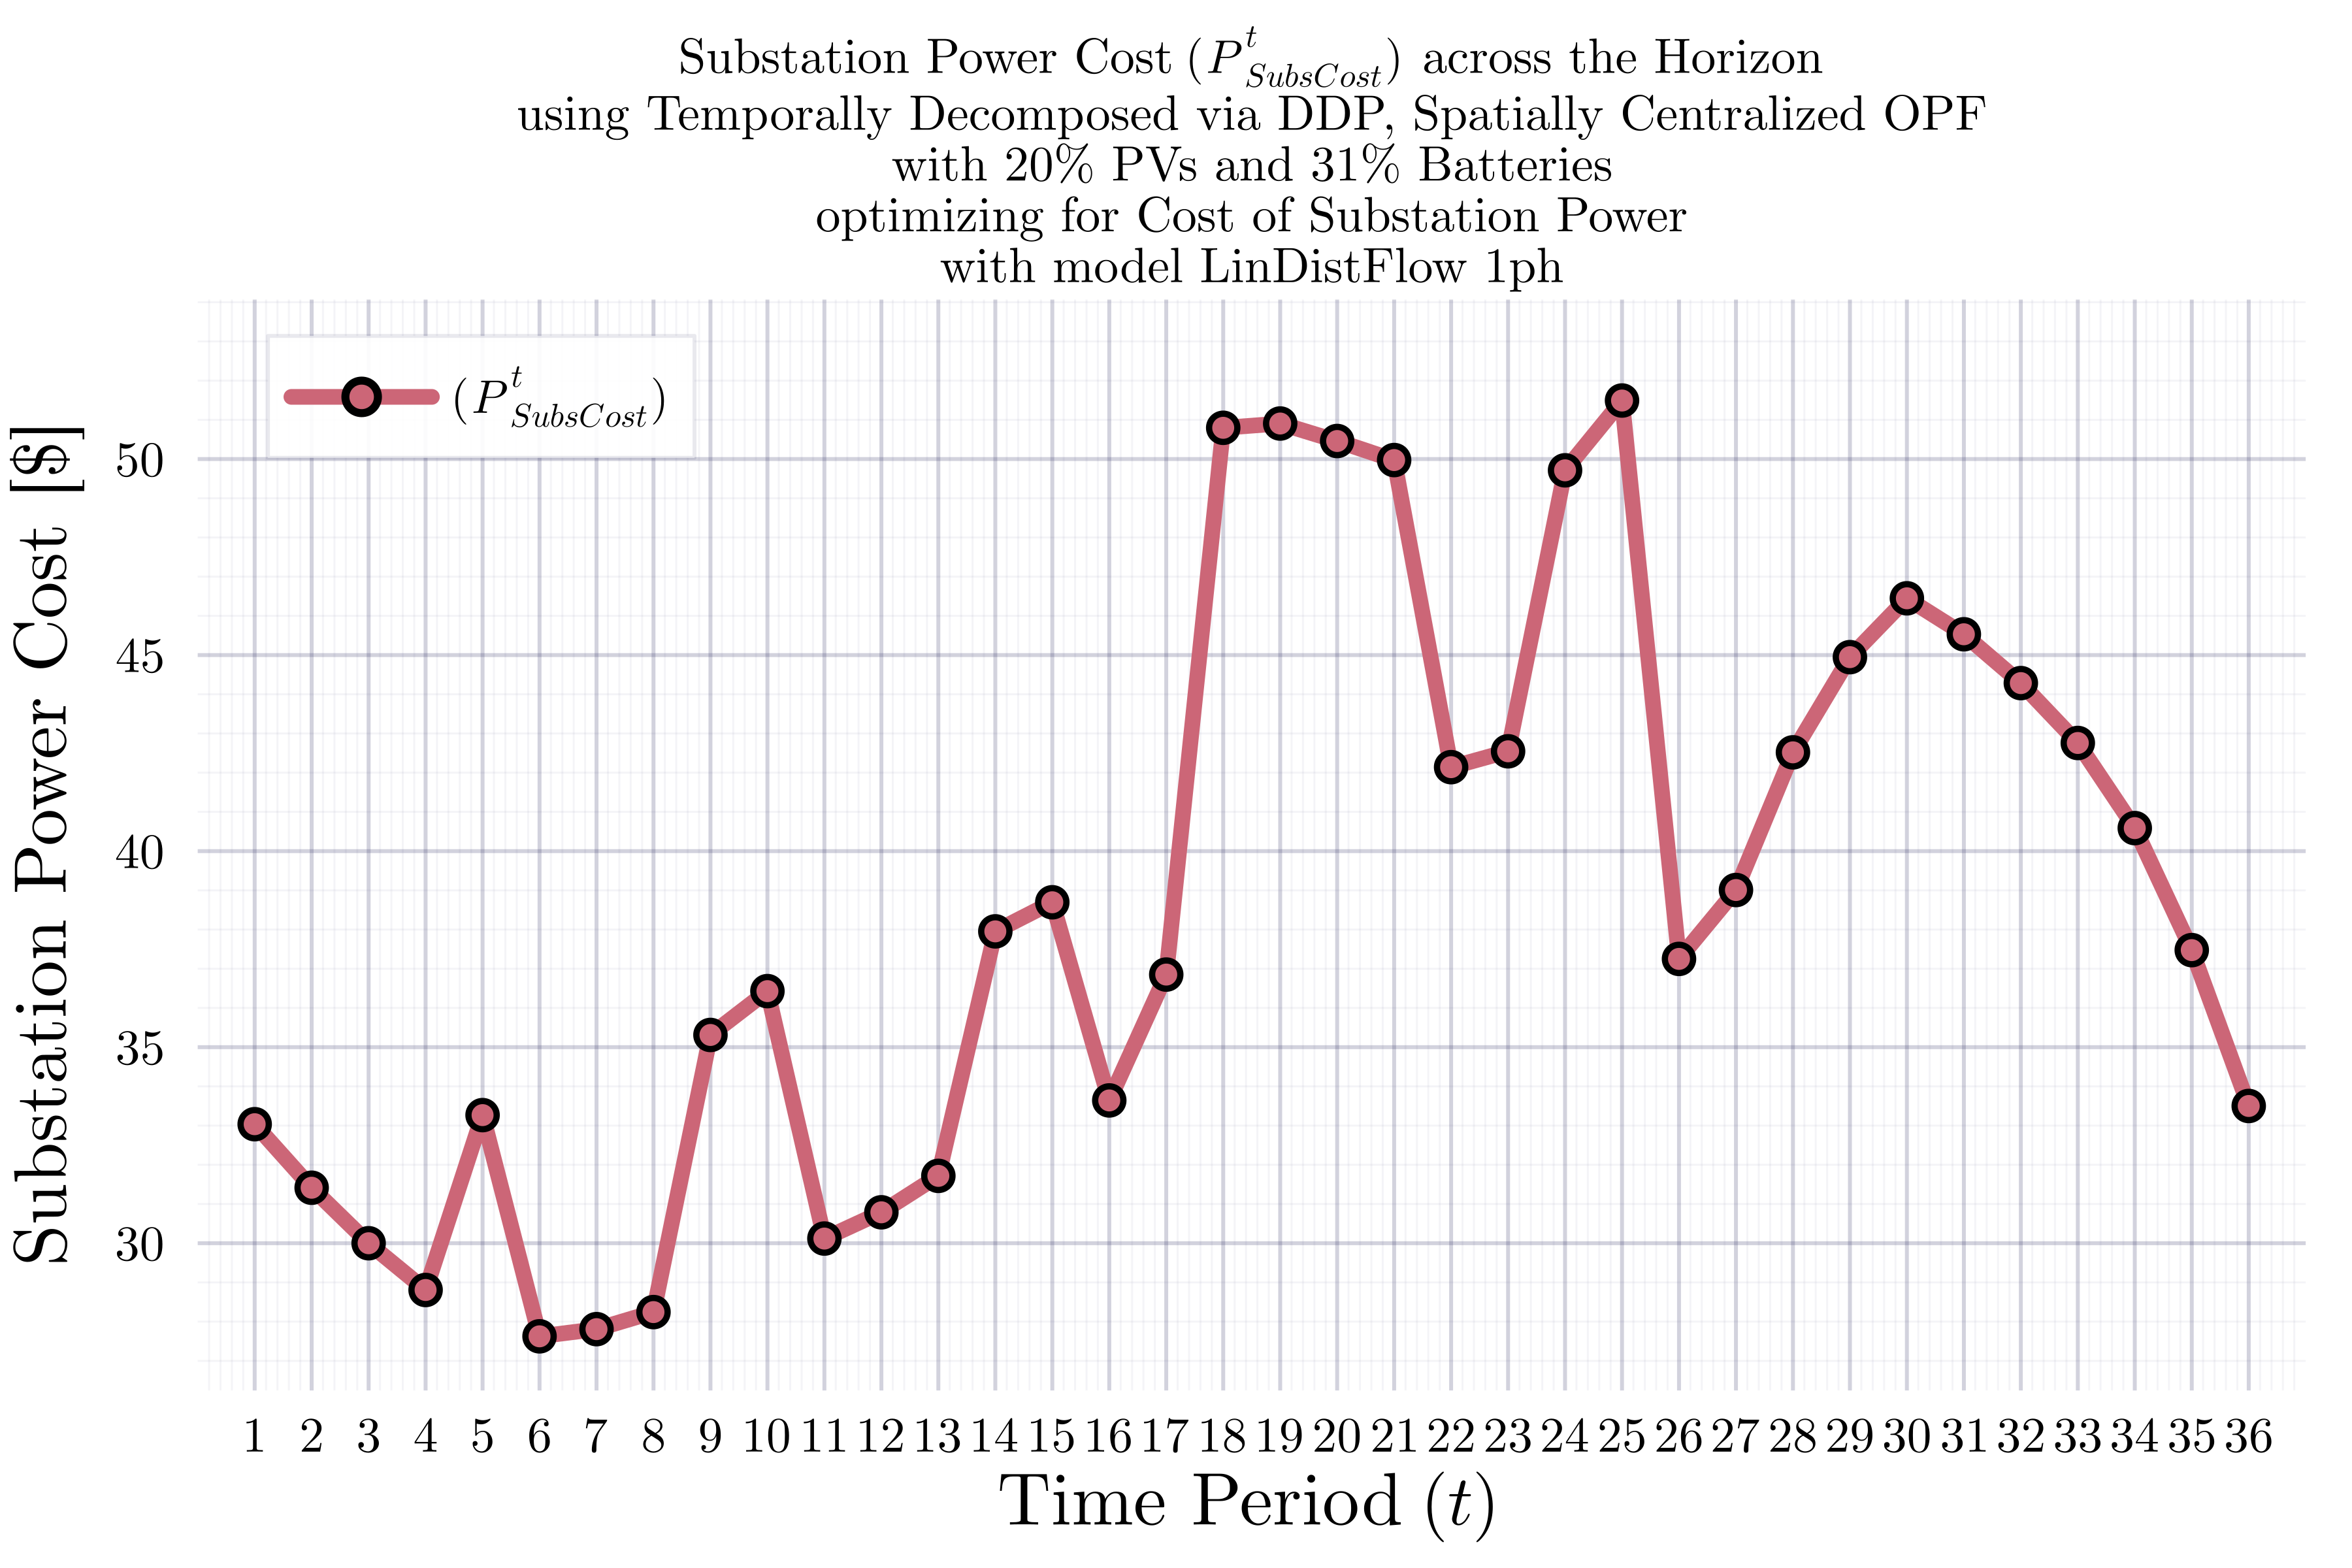 Substation Power Cost (P^t_SubsCost) across the Horizon
using Temporally Decomposed via DDP, Spatially Centralized OPF
with 20% PVs and 31% Batteries
optimizing for Cost of Substation Power
with model LinDistFlow 1ph
(P^t_SubsCost)
Substation Power Cost [$]
50
45
40
35
30
1 2 3 4 5 6 7 8 9 10 11 12 13 14 15 16 17 18 19 20 21 22 23 24 25 26 27 28 29 30 31 32 33 34 35 36
Time Period (t)